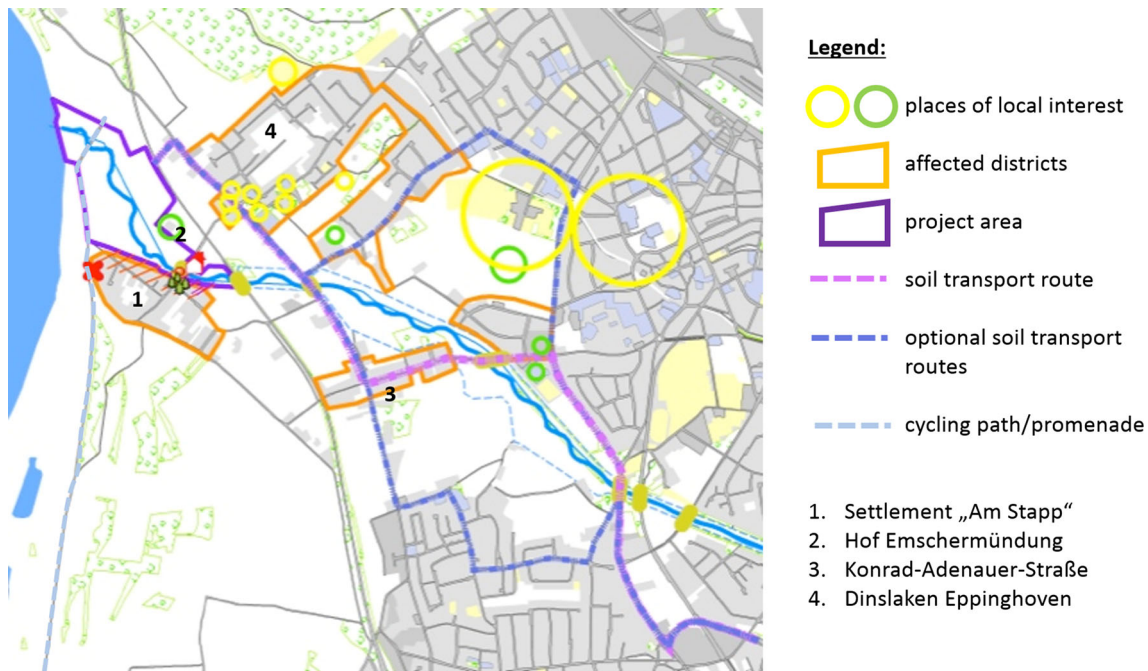 Legend:
places of local interest
affected districts
project area
soil transport route
optional soil transport
routes
cycling path/promenade
1. Settlement „Am Stapp“
2. Hof Emschermündung
3. Konrad-Adenauer-Straße
4. Dinslaken Eppinghoven
4
2
1
3